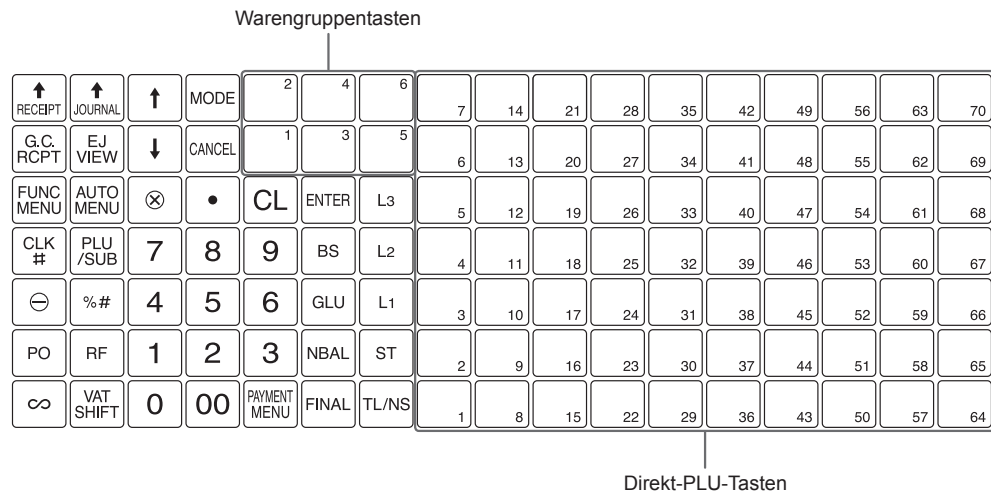 Warengruppentasten
↑ RECEIPT ↑ JOURNAL ↑ MODE 2 4 6 7 14 21 28 35 42 49 56 63 70
G.C. RCPT EJ VIEW ↓ CANCEL 1 3 5 6 13 20 27 34 41 48 55 62 69
FUNC MENU AUTO MENU ⊗ • CL ENTER L3 5 12 19 26 33 40 47 54 61 68
CLK # PLU /SUB 7 8 9 BS L2 4 11 18 25 32 39 46 53 60 67
⊖ %# 4 5 6 GLU L1 3 10 17 24 31 38 45 52 59 66
PO RF 1 2 3 NBAL ST 2 9 16 23 30 37 44 51 58 65
∞ VAT SHIFT 0 00 PAYMENT MENU FINAL TL/NS 1 8 15 22 29 36 43 50 57 64
Direkt-PLU-Tasten